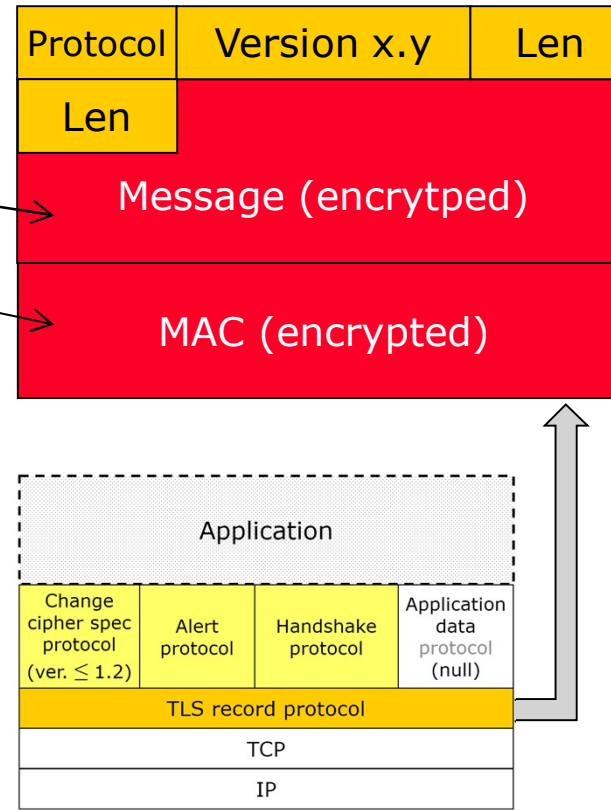 Protocol Version x.y Len
Len
Message (encrytped)
MAC (encrypted)
Application
Change
cipher spec
protocol
(ver. ≤ 1.2)
Alert
protocol
Handshake
protocol
Application
data
protocol
(null)
TLS record protocol
TCP
IP